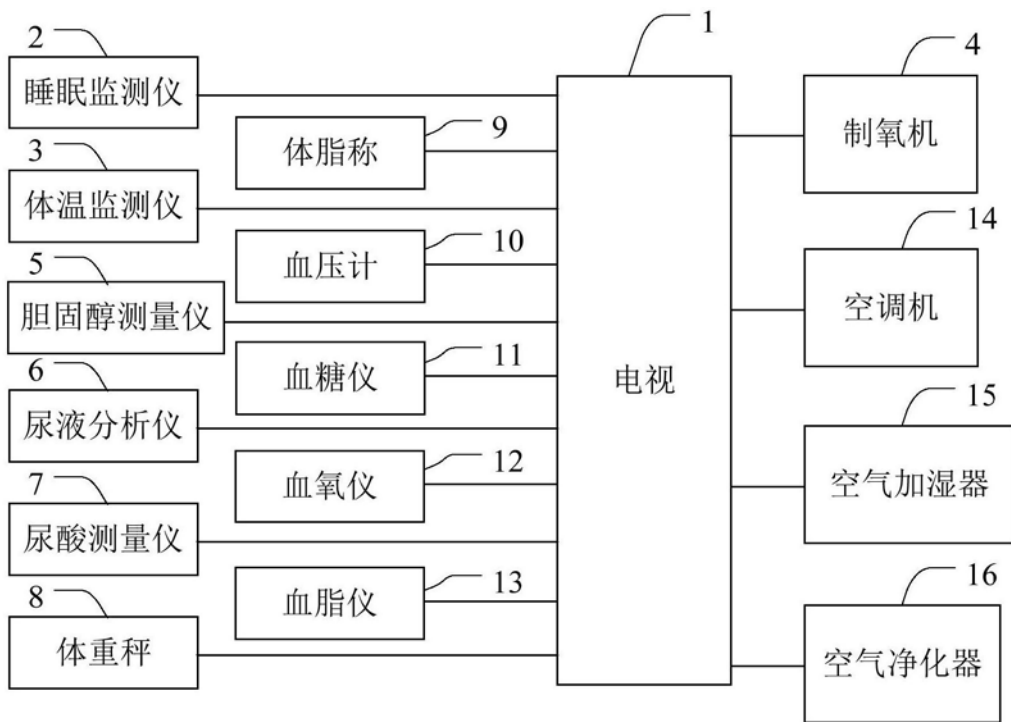 2
睡眠监测仪
3
体温监测仪
5
胆固醇测量仪
6
尿液分析仪
7
尿酸测量仪
8
体重秤
9
体脂称
10
血压计
11
血糖仪
12
血氧仪
13
血脂仪
1
电视
4
制氧机
14
空调机
15
空气加湿器
16
空气净化器